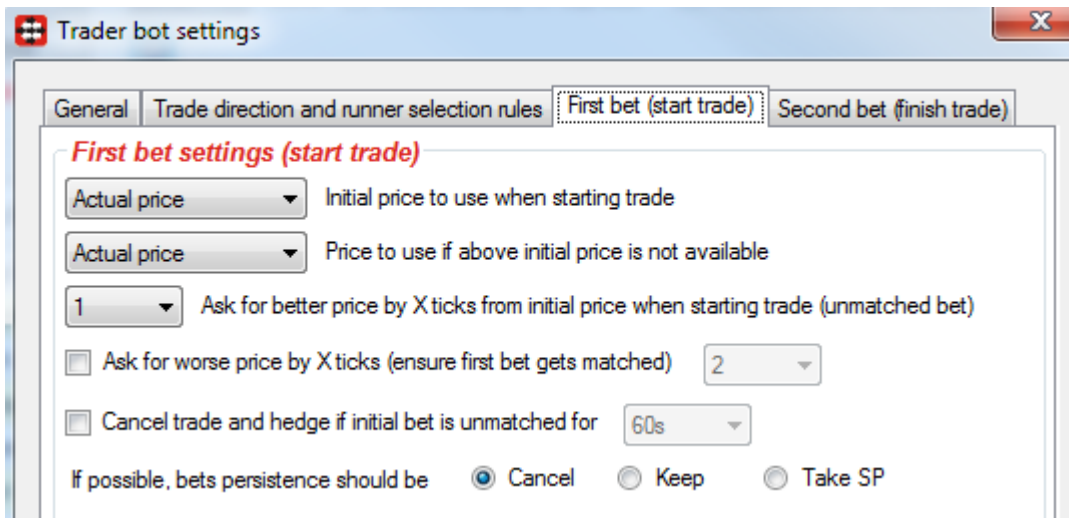 Trader bot settings
General Trade direction and runner selection rules First bet (start trade) Second bet (finish trade)
First bet settings (start trade)
Actual price Initial price to use when starting trade
Actual price Price to use if above initial price is not available
1 Ask for better price by X ticks from initial price when starting trade (unmatched bet)
Ask for worse price by X ticks (ensure first bet gets matched) 2
Cancel trade and hedge if initial bet is unmatched for 60s
If possible, bets persistence should be Cancel Keep Take SP